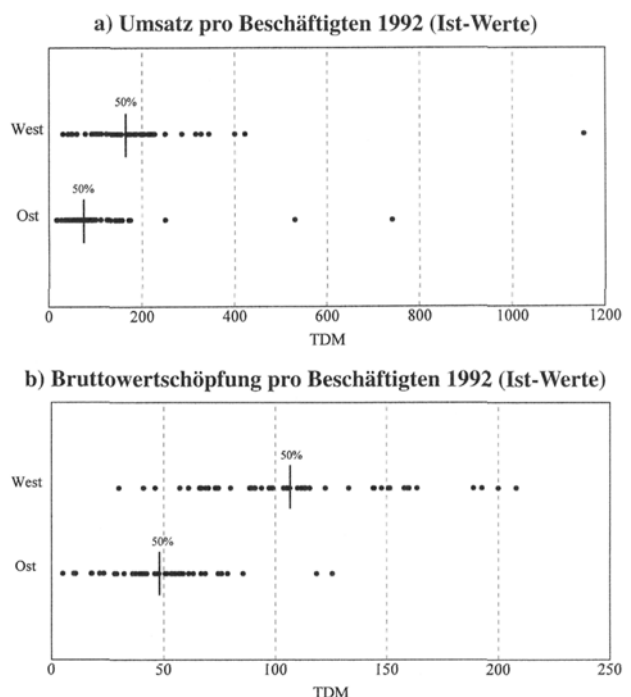 a) Umsatz pro Beschäftigten 1992 (Ist-Werte)
50%
West
50%
Ost
0 200 400 600 800 1000 1200
TDM
b) Bruttowertschöpfung pro Beschäftigten 1992 (Ist-Werte)
50%
West
50%
Ost
0 50 100 150 200 250
TDM